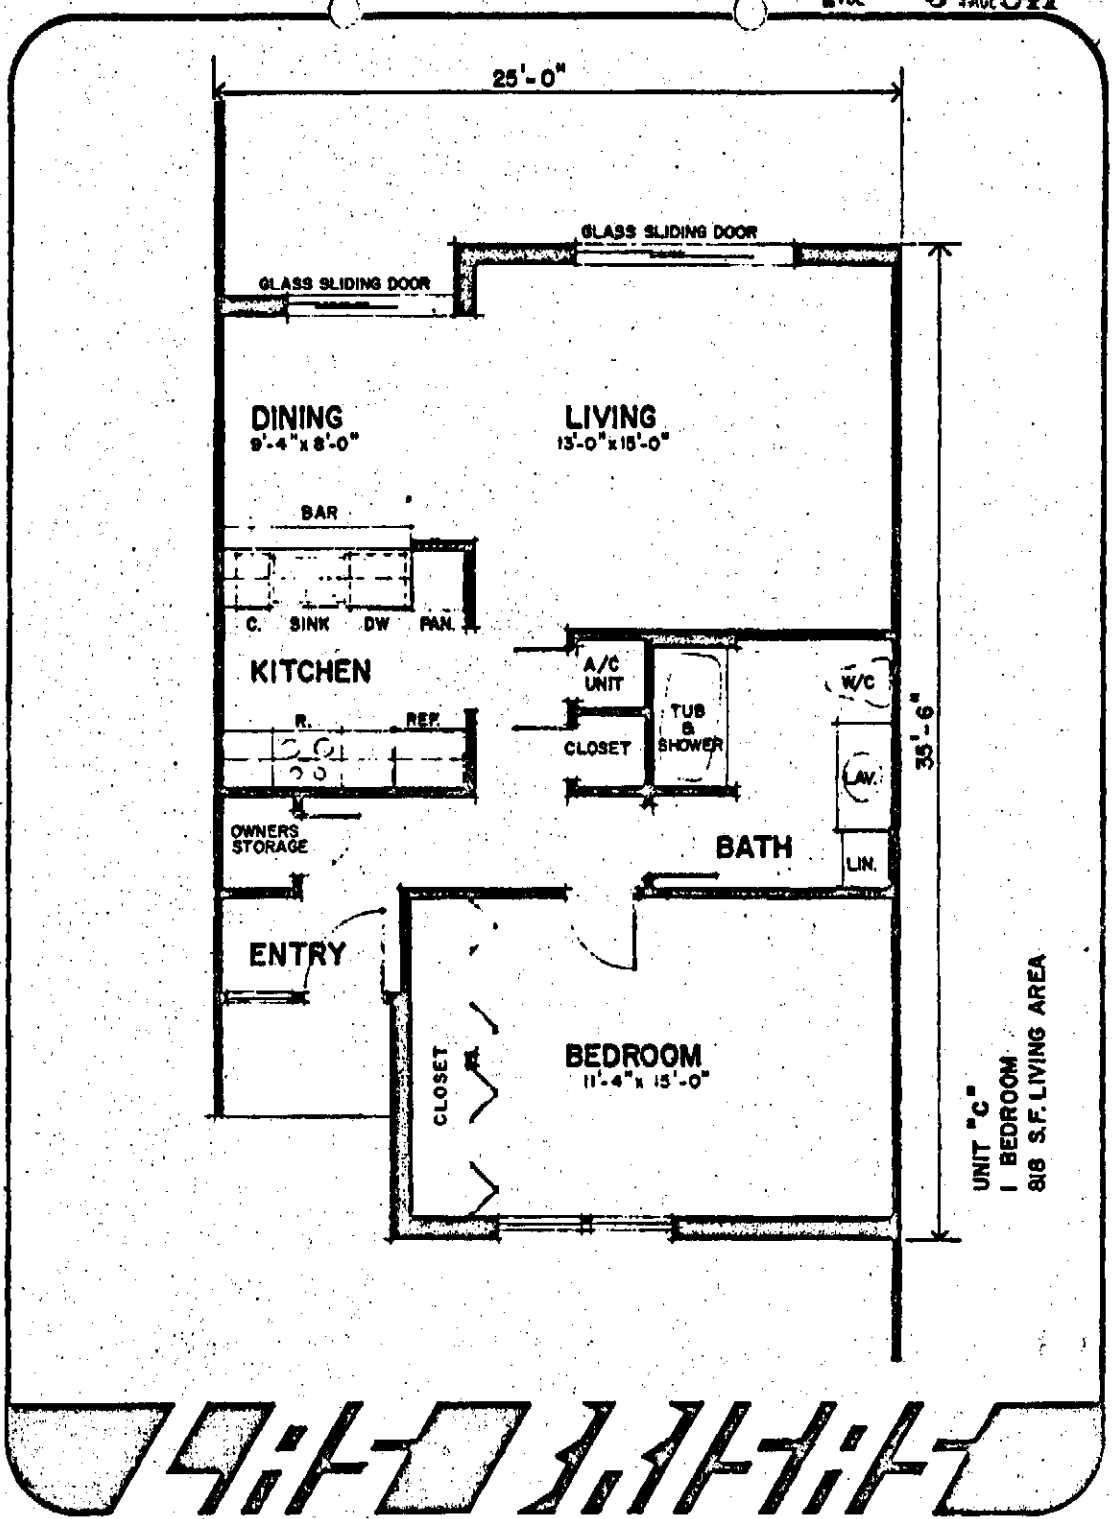 25'-0"
GLASS SLIDING DOOR
GLASS SLIDING DOOR
DINING
9'-4" x 8'-0"
LIVING
13'-0" x 15'-0"
BAR
C. SINK DW PAN.
KITCHEN
A/C
UNIT
W/C
R. REF.
TUB
&
SHOWER
CLOSET
LAV.
35'-6"
OWNERS
STORAGE
BATH
LIN.
ENTRY
BEDROOM
11'-4" x 15'-0"
CLOSET
UNIT "C"
1 BEDROOM
818 S.F. LIVING AREA